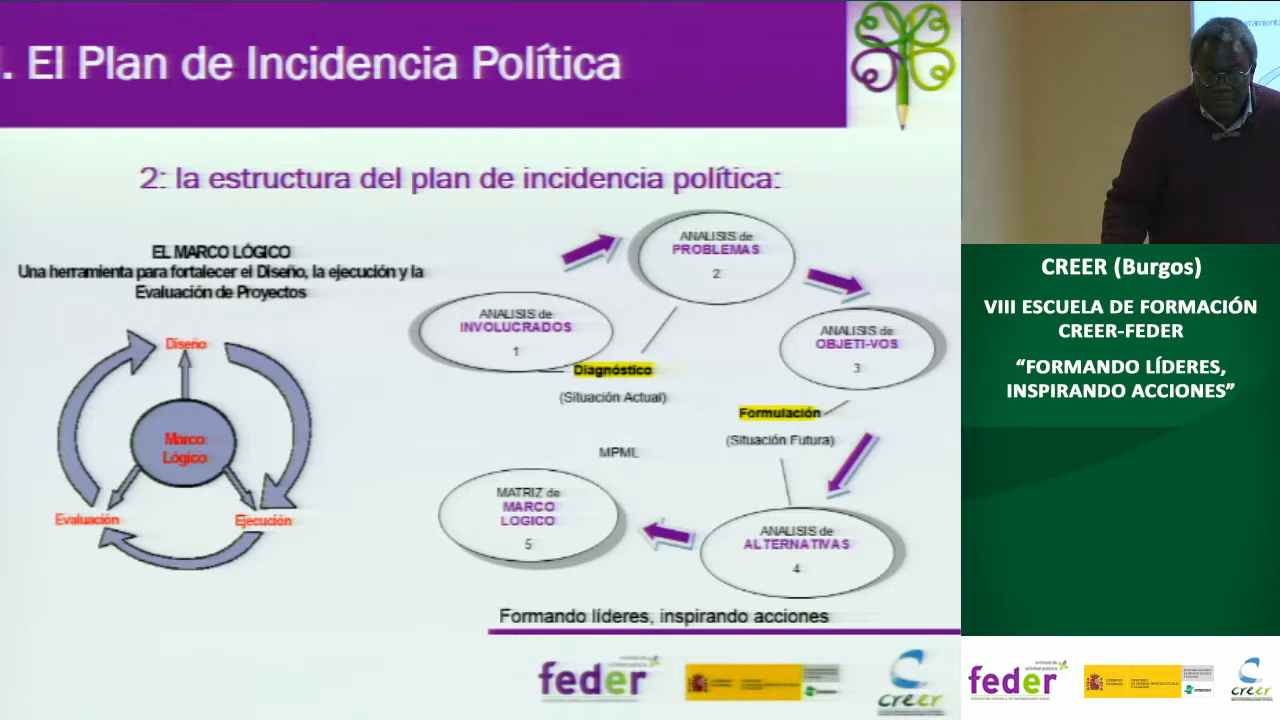 . El Plan de Incidencia Política
2: la estructura del plan de incidencia política:
EL MARCO LÓGICO
Una herramienta para fortalecer el Diseño, la ejecución y la
Evaluación de Proyectos
Diseño
Marco
Lógico
Evaluación
Ejecución
ANALISIS de
INVOLUCRADOS
1
ANALISIS de
PROBLEMAS
2
ANALISIS de
OBJETI-VOS
3
Diagnóstico
(Situación Actual)
Formulación
(Situación Futura)
MPML
MATRIZ de
MARCO
LOGICO
5
ANALISIS de
ALTERNATIVAS
4
Formando líderes, inspirando acciones
feder
creer
CREER (Burgos)
VIII ESCUELA DE FORMACIÓN
CREER-FEDER
“FORMANDO LÍDERES,
INSPIRANDO ACCIONES”
feder
imserso
creer